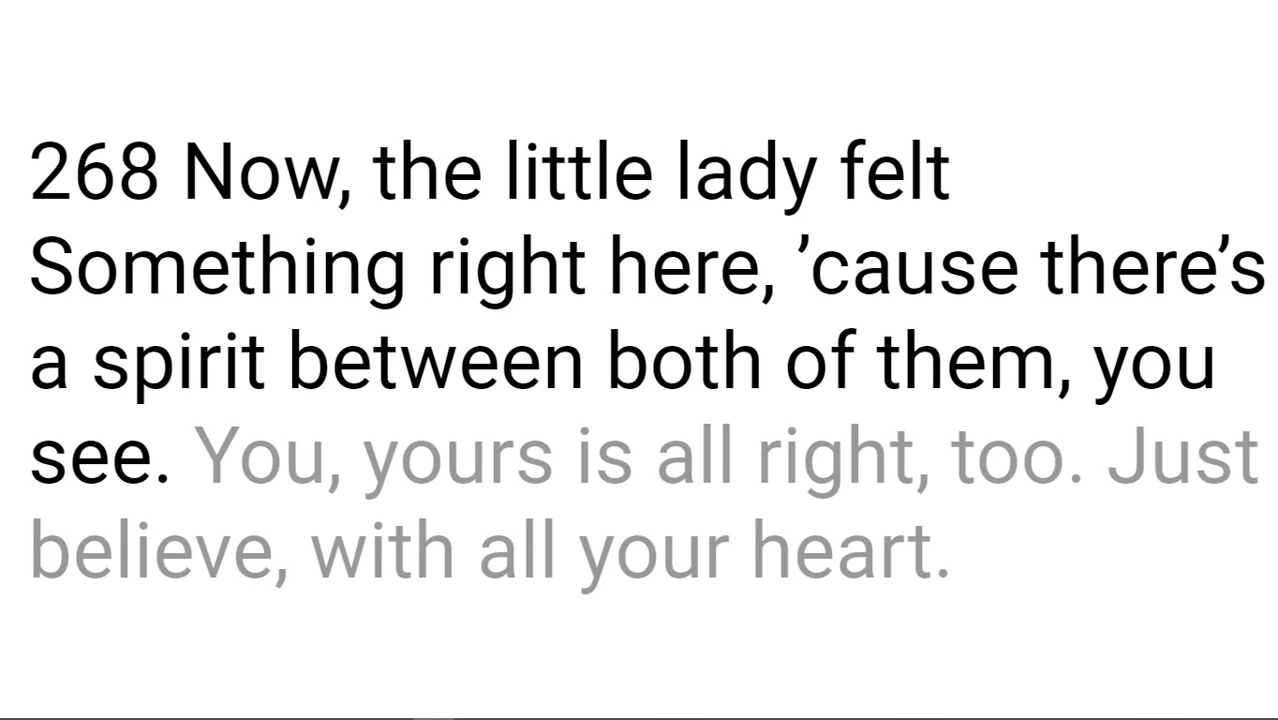 268 Now, the little lady felt
Something right here, ’cause there’s
a spirit between both of them, you
see. You, yours is all right, too. Just
believe, with all your heart.